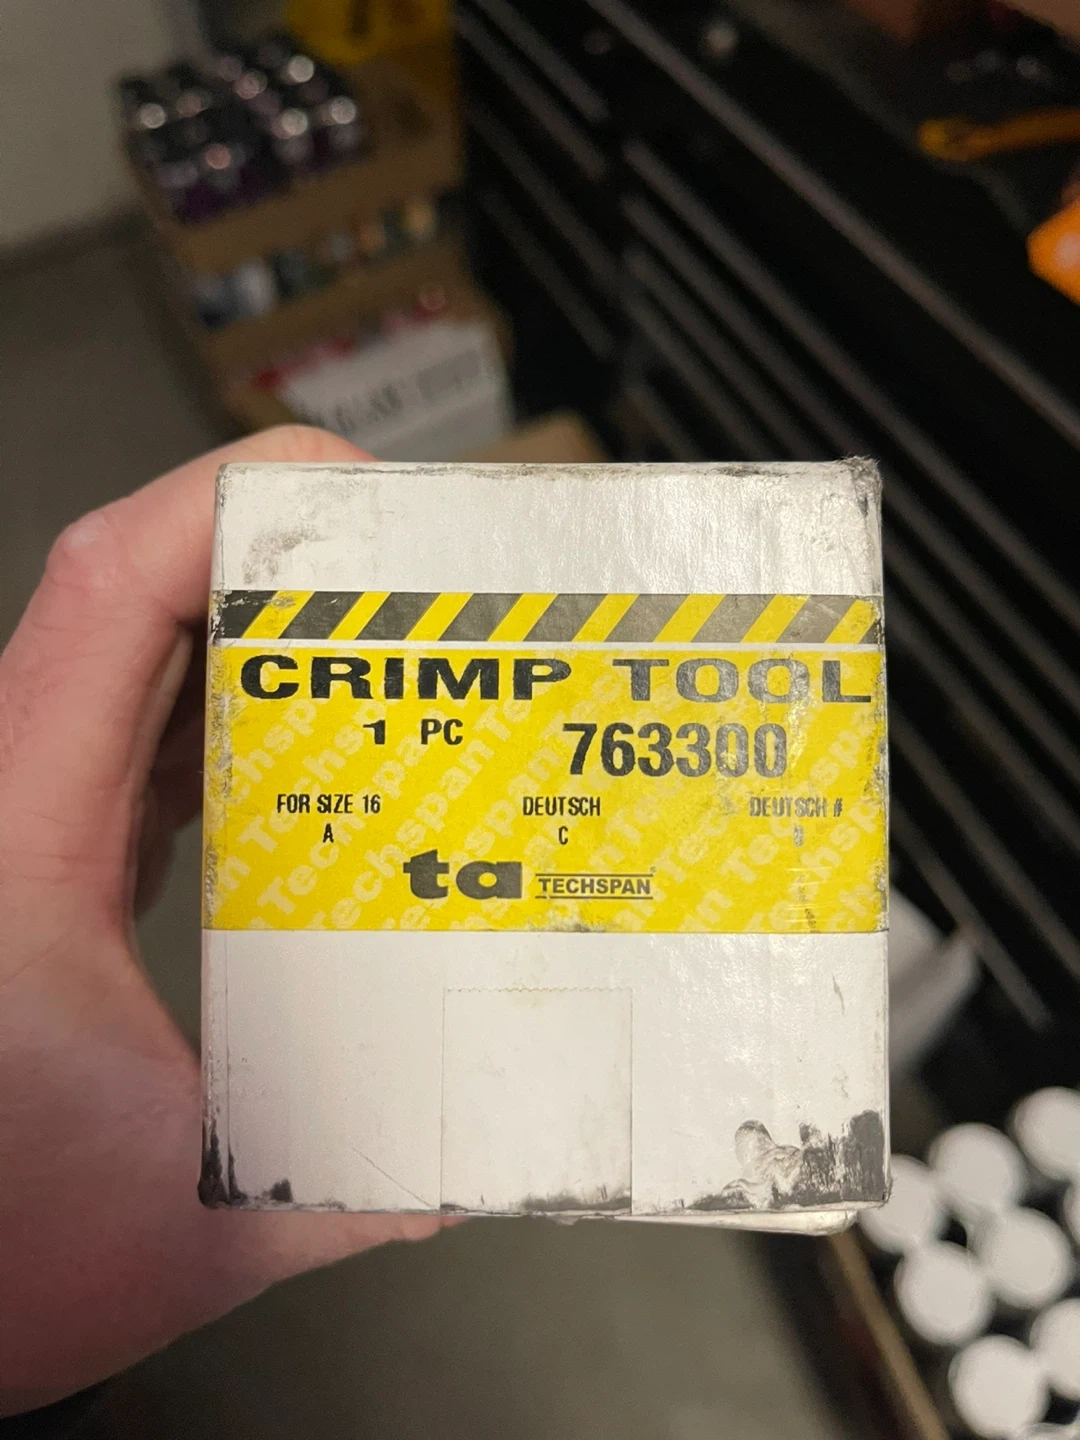 CRIMP TOOL
1 PC 763300
FOR SIZE 16 DEUTSCH DEUTSCH #
A C
ta TECHSPAN®